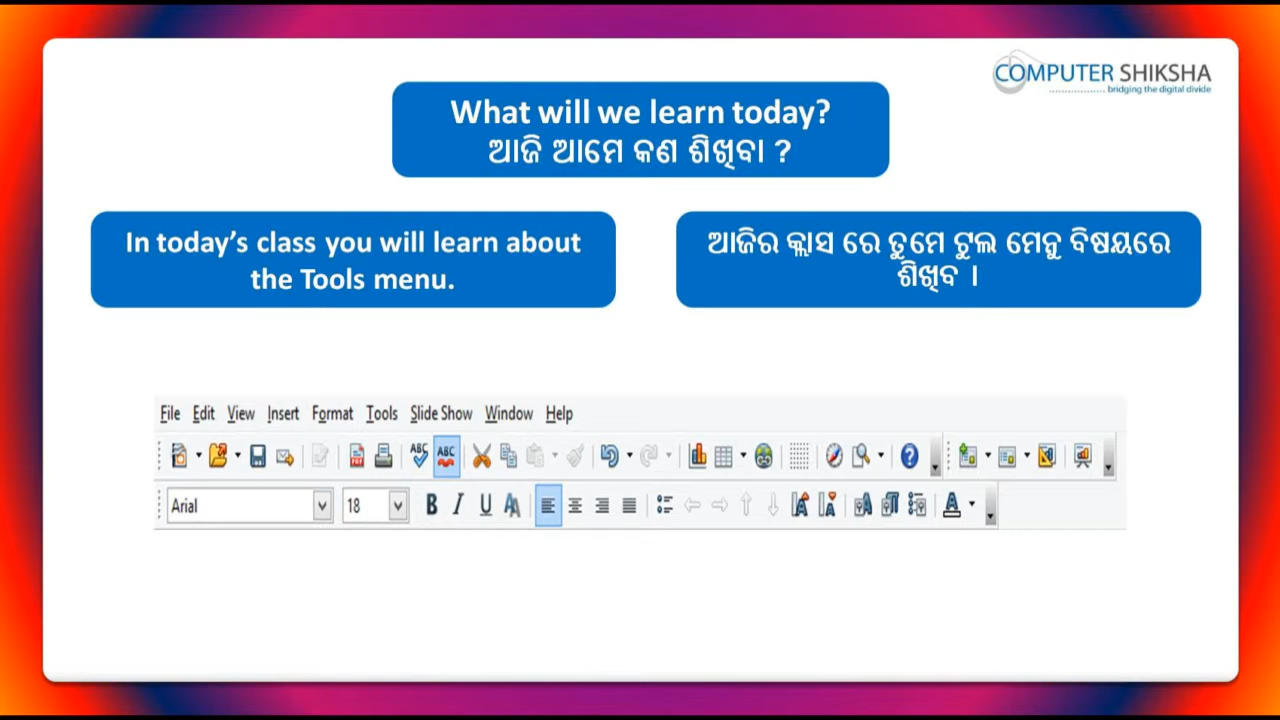 COMPUTER SHIKSHA
bridging the digital divide
What will we learn today?
ଆଜି ଆମେ କଣ ଶିଖିବା ?
In today's class you will learn about
the Tools menu.
ଆଜିର କ୍ଲାସ ରେ ତୁମେ ଟୁଲ ମେନୁ ବିଷୟରେ
ଶିଖିବ ।
File Edit View Insert Format Tools Slide Show Window Help
ABC ABC
Arial 18 B I U